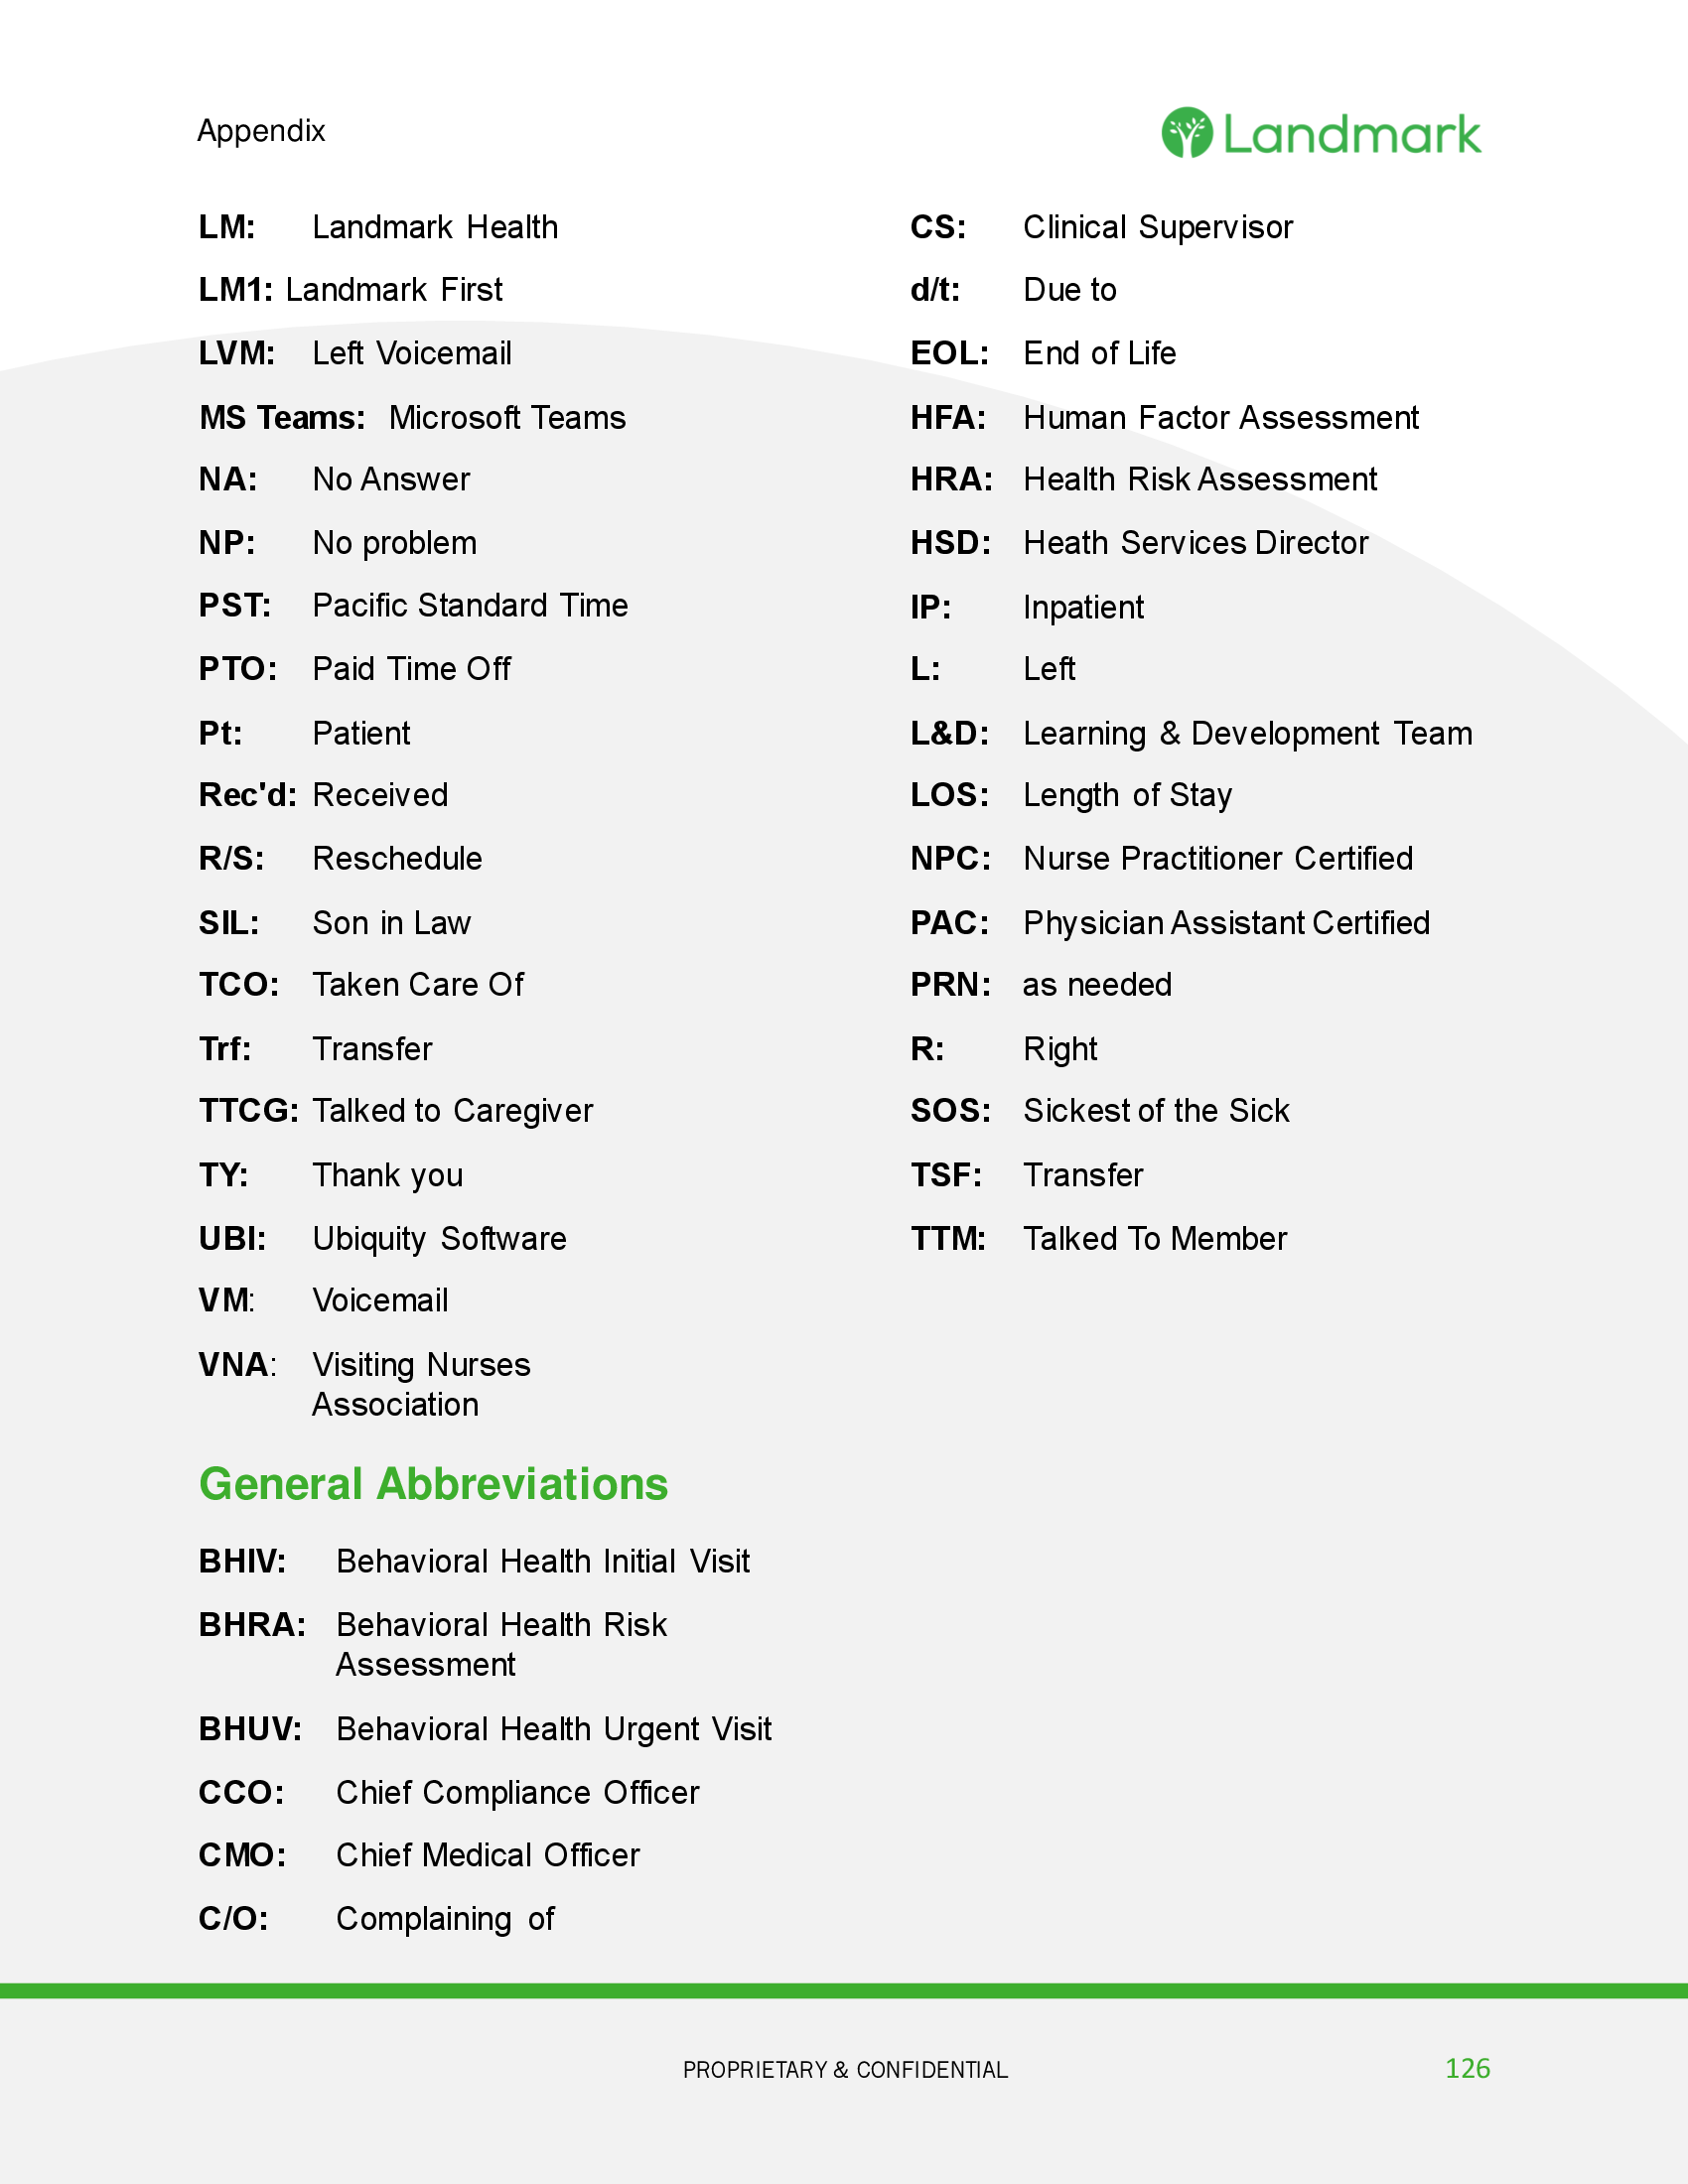 Appendix
Landmark
LM: Landmark Health
LM1: Landmark First
LVM: Left Voicemail
MS Teams: Microsoft Teams
NA: No Answer
NP: No problem
PST: Pacific Standard Time
PTO: Paid Time Off
Pt: Patient
Rec'd: Received
R/S: Reschedule
SIL: Son in Law
TCO: Taken Care Of
Trf: Transfer
TTCG: Talked to Caregiver
TY: Thank you
UBI: Ubiquity Software
VM: Voicemail
VNA: Visiting Nurses
Association
General Abbreviations
BHIV: Behavioral Health Initial Visit
BHRA: Behavioral Health Risk
Assessment
BHUV: Behavioral Health Urgent Visit
CCO: Chief Compliance Officer
CMO: Chief Medical Officer
C/O: Complaining of
CS: Clinical Supervisor
d/t: Due to
EOL: End of Life
HFA: Human Factor Assessment
HRA: Health Risk Assessment
HSD: Heath Services Director
IP: Inpatient
L: Left
L&D: Learning & Development Team
LOS: Length of Stay
NPC: Nurse Practitioner Certified
PAC: Physician Assistant Certified
PRN: as needed
R: Right
SOS: Sickest of the Sick
TSF: Transfer
TTM: Talked To Member
PROPRIETARY & CONFIDENTIAL
126